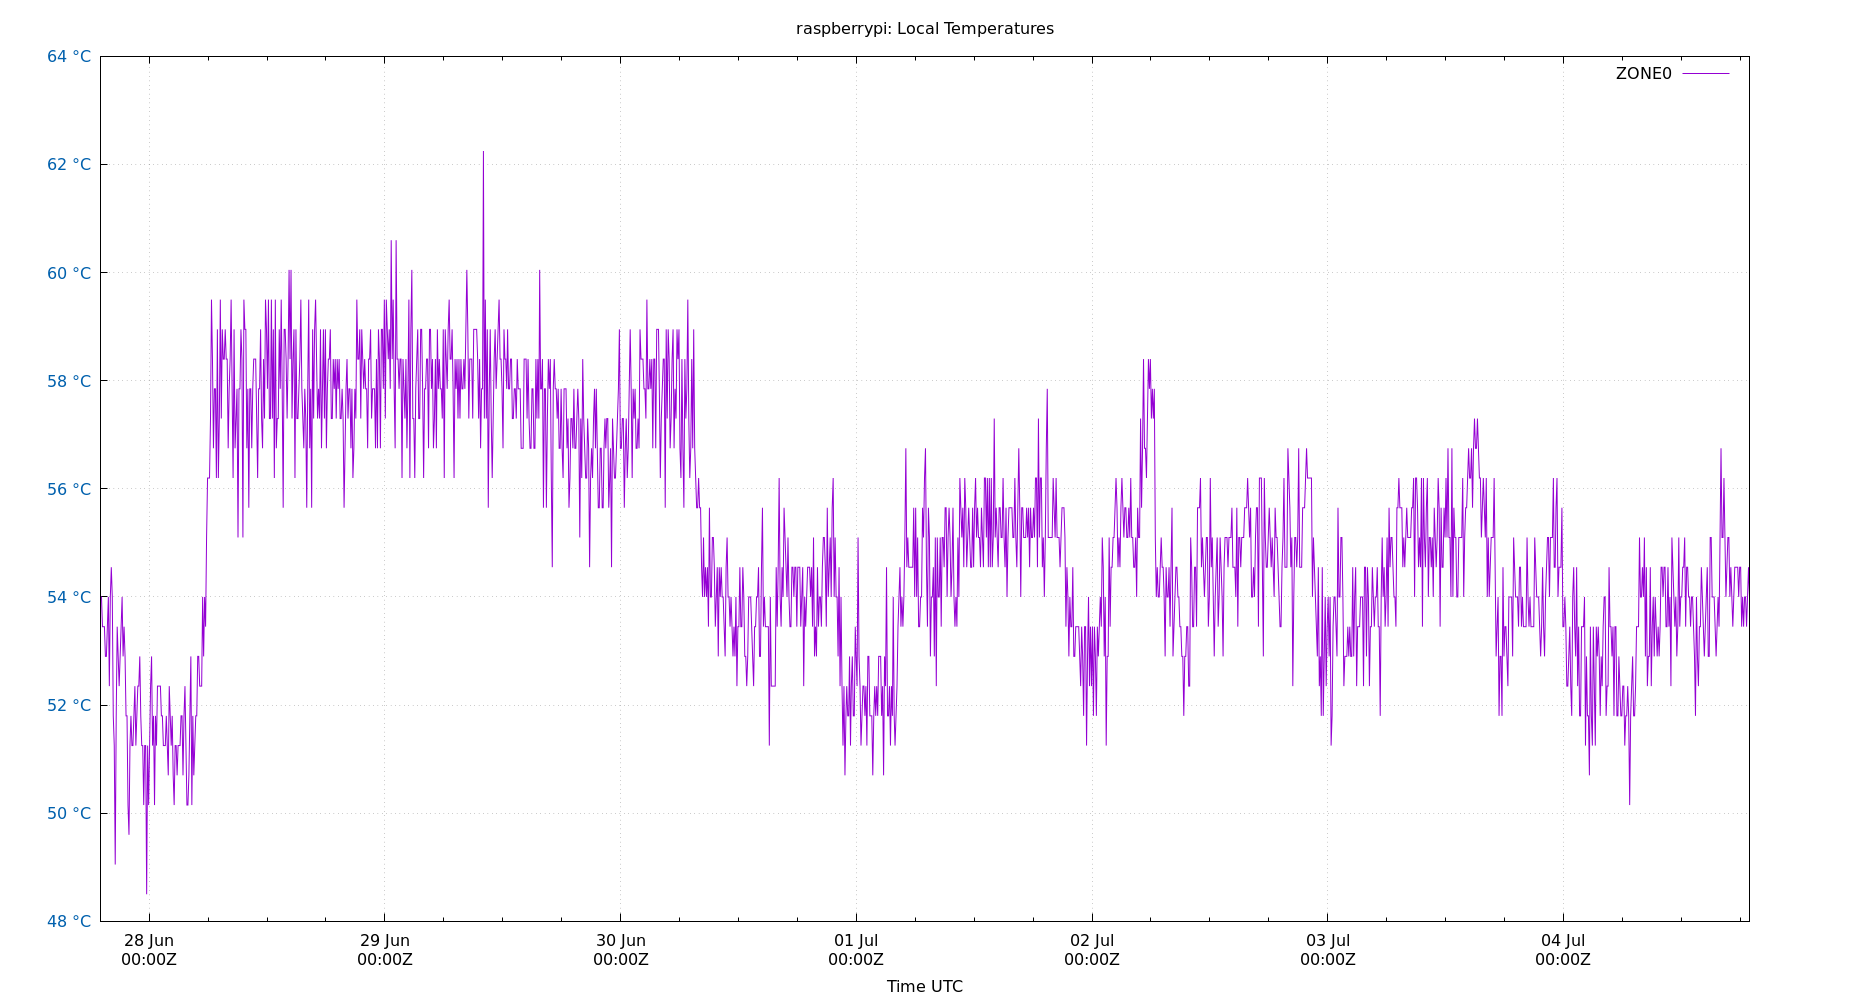 raspberrypi: Local Temperatures
64 °C
ZONE0
62 °C
60 °C
58 °C
56 °C
54 °C
52 °C
50 °C
48 °C
28 Jun 29 Jun 30 Jun 01 Jul 02 Jul 03 Jul 04 Jul
00:00Z 00:00Z 00:00Z 00:00Z 00:00Z 00:00Z 00:00Z
Time UTC